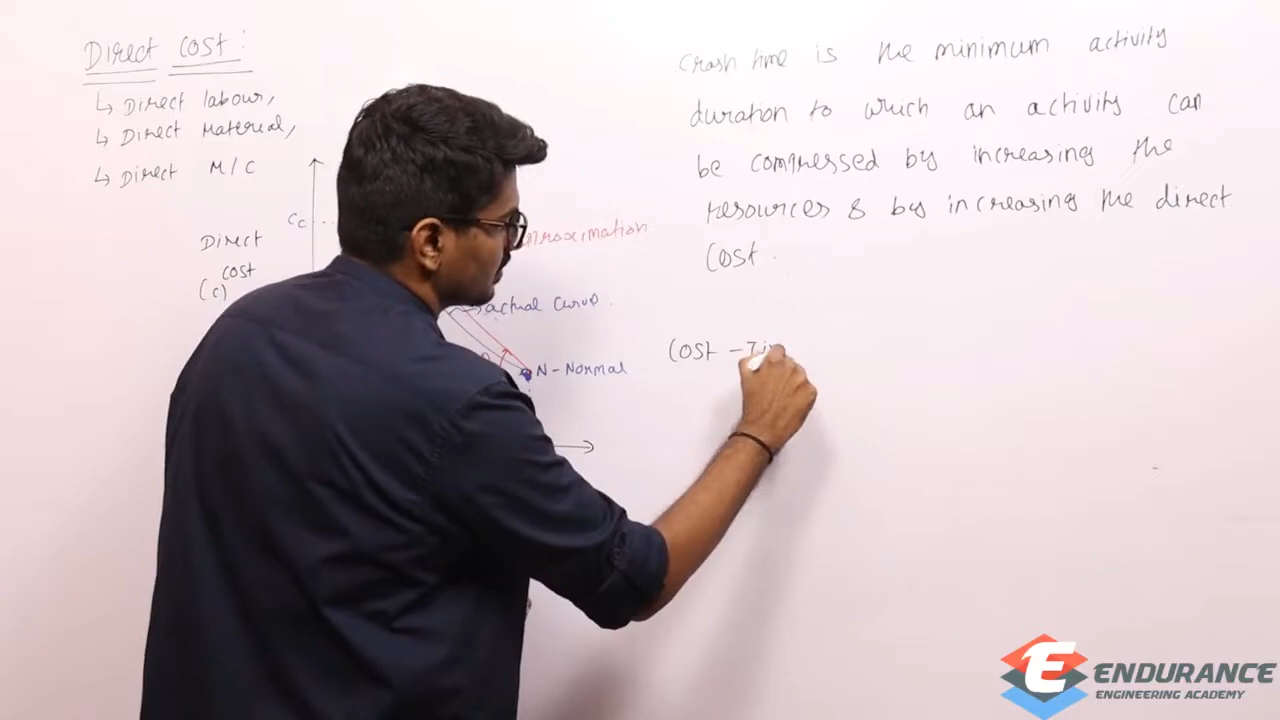 Direct Cost :
↳ Direct labour,
↳ Direct Material,
↳ Direct M/C
Cc
Direct
Cost
(c)
actual curve.
N - Normal
Crash time is the minimum activity
duration to which an activity can
be compressed by increasing the
resources & by increasing the direct
Cost.
Cost - Ti
E ENDURANCE
ENGINEERING ACADEMY